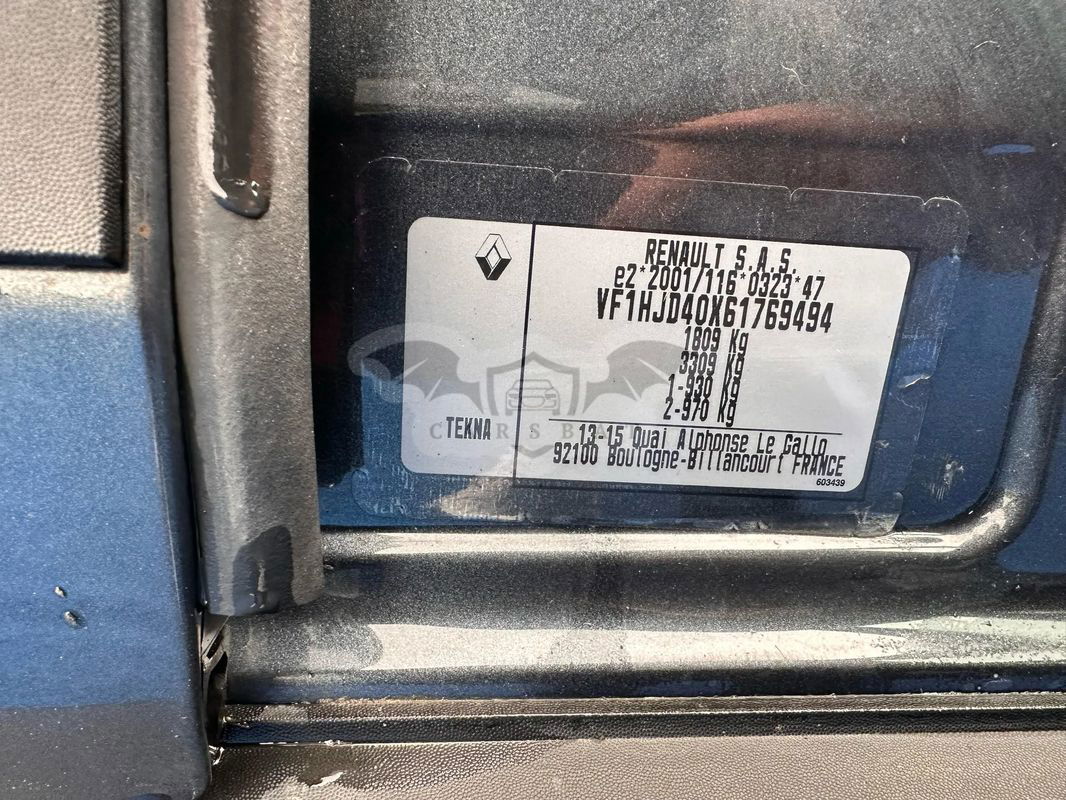 RENAULT S.A.S.
e2*2001/116*0323*47
VF1HJD40X61769494
1809 Kg
3309 Kg
1-930 Kg
2-970 Kg
TEKNA
13-15 Quai Alphonse Le Gallo
92100 Boulogne-Billancourt FRANCE
603439